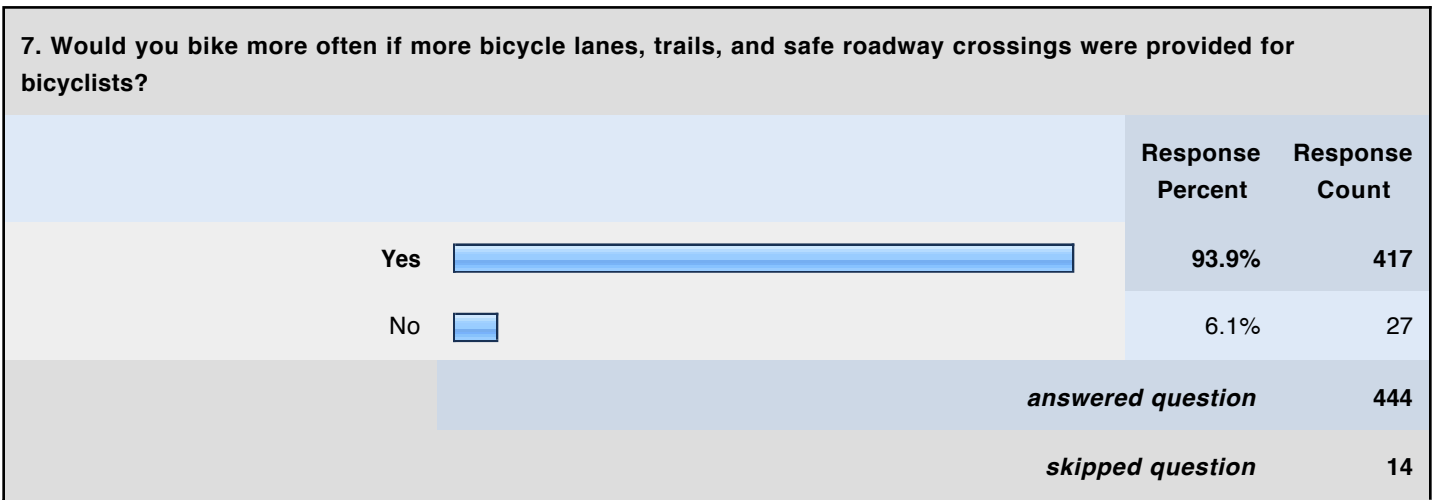 7. Would you bike more often if more bicycle lanes, trails, and safe roadway crossings were provided for
bicyclists?
Response Response
Percent Count
Yes 93.9% 417
No 6.1% 27
answered question 444
skipped question 14